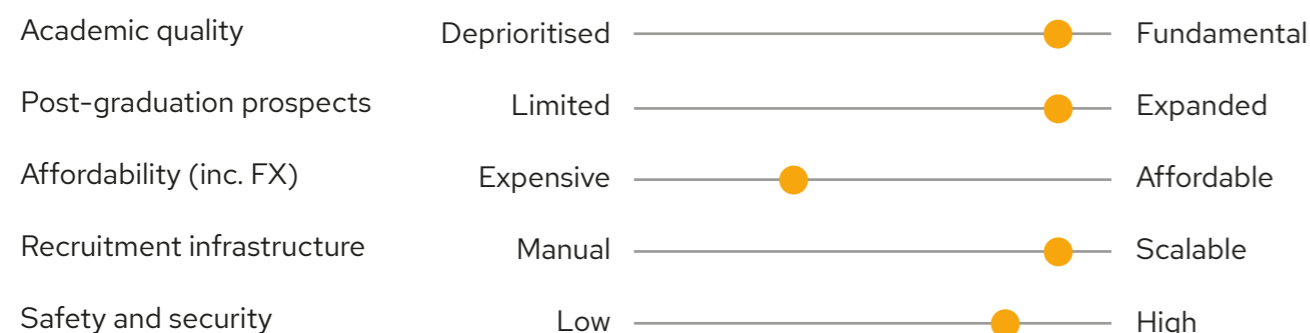 Academic quality Deprioritised Fundamental
Post-graduation prospects Limited Expanded
Affordability (inc. FX) Expensive Affordable
Recruitment infrastructure Manual Scalable
Safety and security Low High